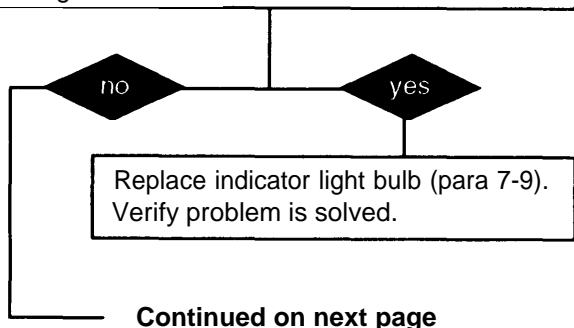 no
yes
Replace indicator light bulb (para 7-9).
Verify problem is solved.
Continued on next page